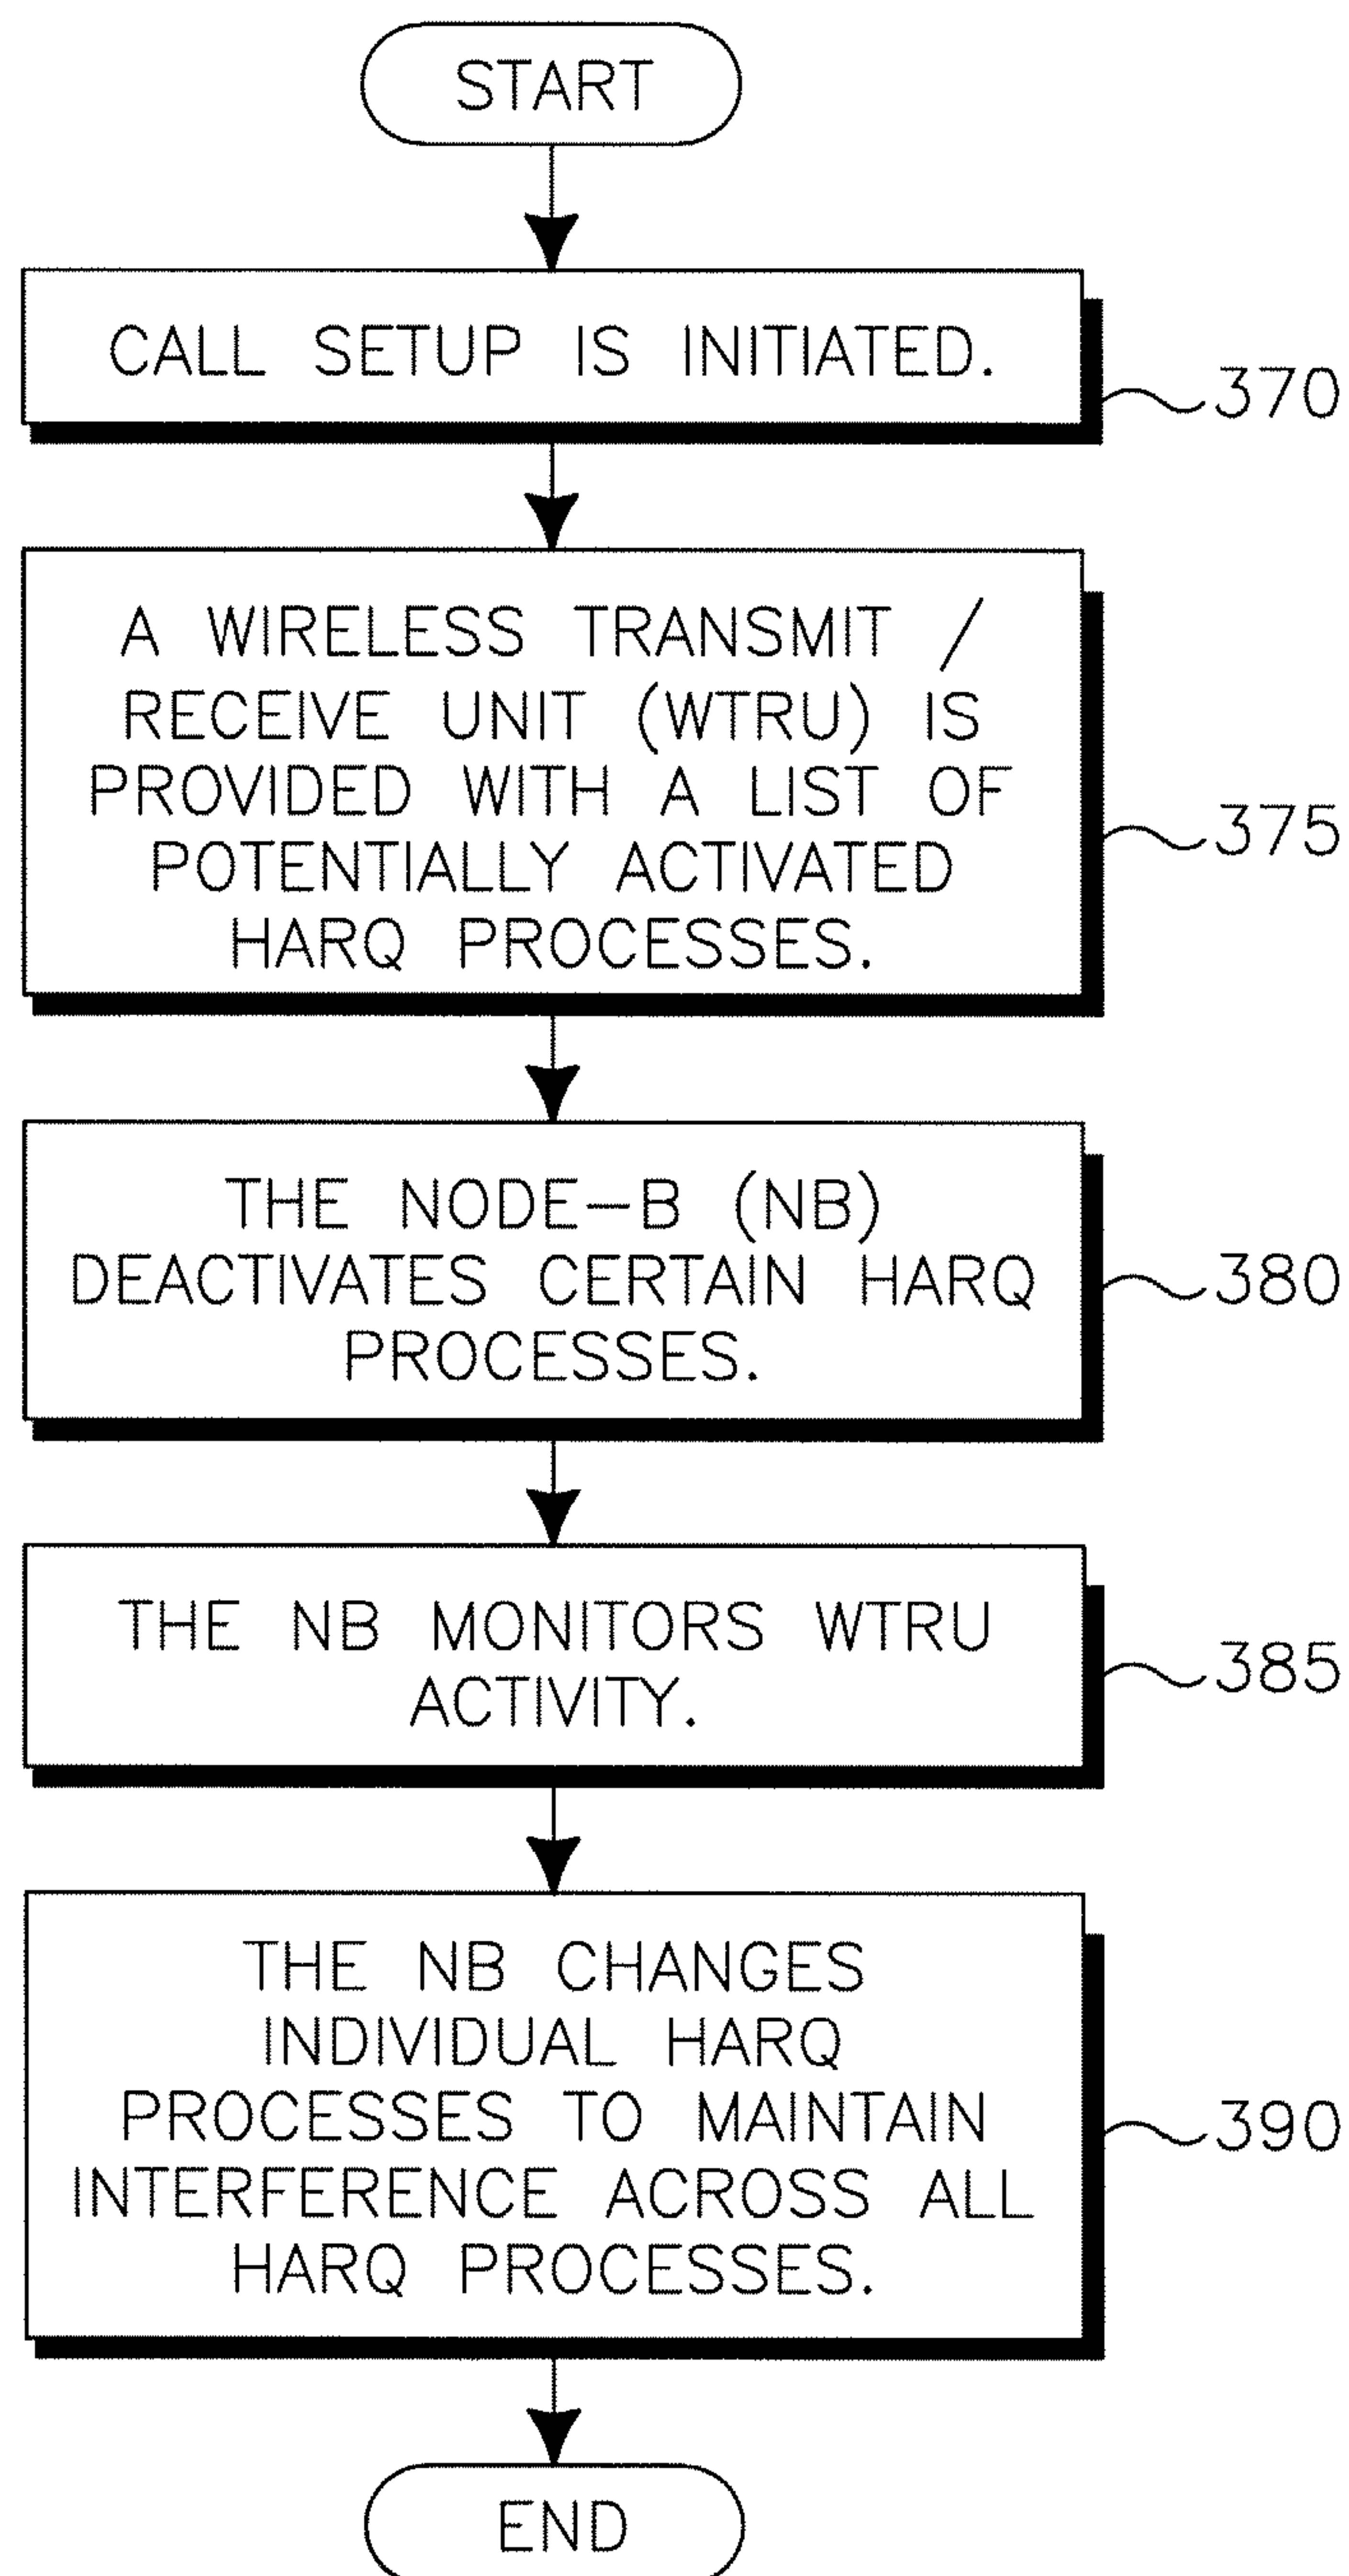 START
CALL SETUP IS INITIATED.
370
A WIRELESS TRANSMIT /
RECEIVE UNIT (WTRU) IS
PROVIDED WITH A LIST OF
POTENTIALLY ACTIVATED
HARQ PROCESSES.
375
THE NODE-B (NB)
DEACTIVATES CERTAIN HARQ
PROCESSES.
380
THE NB MONITORS WTRU
ACTIVITY.
385
THE NB CHANGES
INDIVIDUAL HARQ
PROCESSES TO MAINTAIN
INTERFERENCE ACROSS ALL
HARQ PROCESSES.
390
END